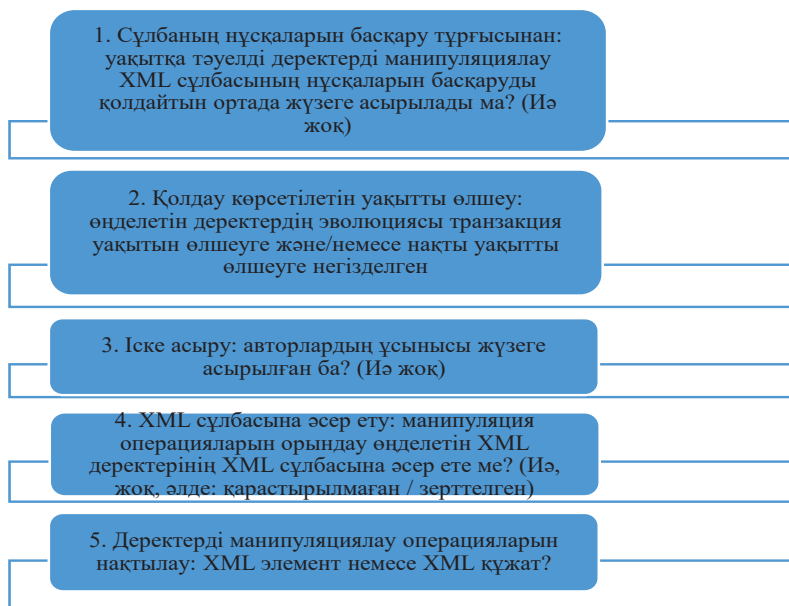 1. Сұлбаның нұсқаларын басқару тұрғысынан:
уақытқа тәуелді деректерді манипуляциялау
XML сұлбасының нұсқаларын басқаруды
қолдайтын ортада жүзеге асырылады ма? (Иә
жоқ)
2. Қолдау көрсетілетін уақытты өлшеу:
өңделетін деректердің эволюциясы транзакция
уақытын өлшеуге және/немесе нақты уақытты
өлшеуге негізделген
3. Іске асыру: авторлардың ұсынысы жүзеге
асырылған ба? (Иә жоқ)
4. XML сұлбасына әсер ету: манипуляция
операцияларын орындау өңделетін XML
деректерінің XML сұлбасына әсер ете ме? (Иә,
жоқ, әлде: қарастырылмаған / зерттелген)
5. Деректерді манипуляциялау операцияларын
нақтылау: XML элемент немесе XML құжат?